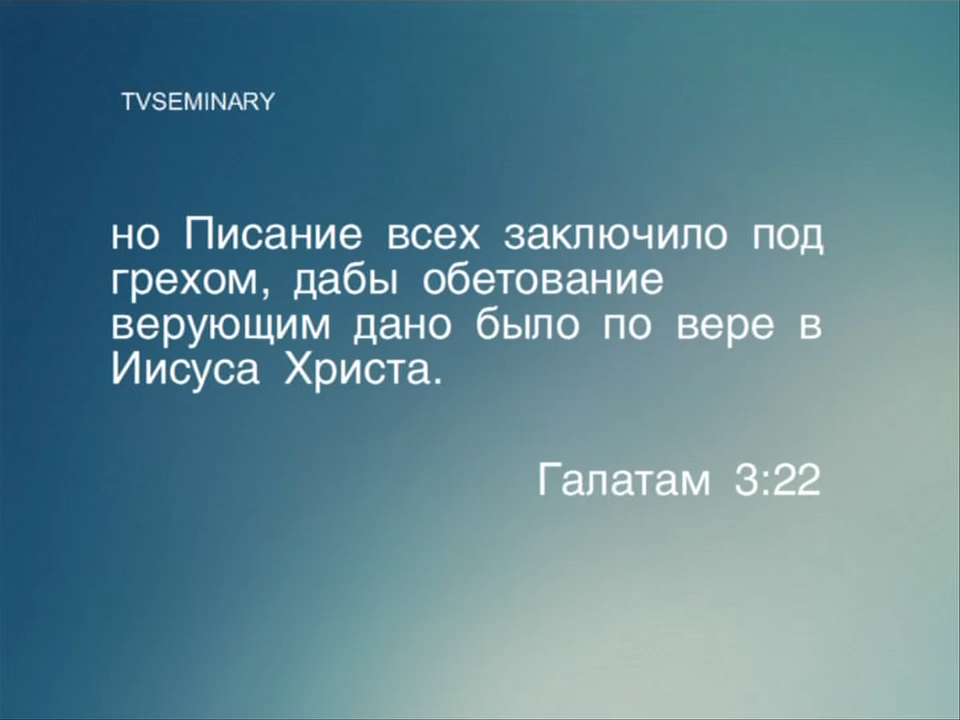 TVSEMINARY
но Писание всех заключило под
грехом, дабы обетование
верующим дано было по вере в
Иисуса Христа.
Галатам 3:22